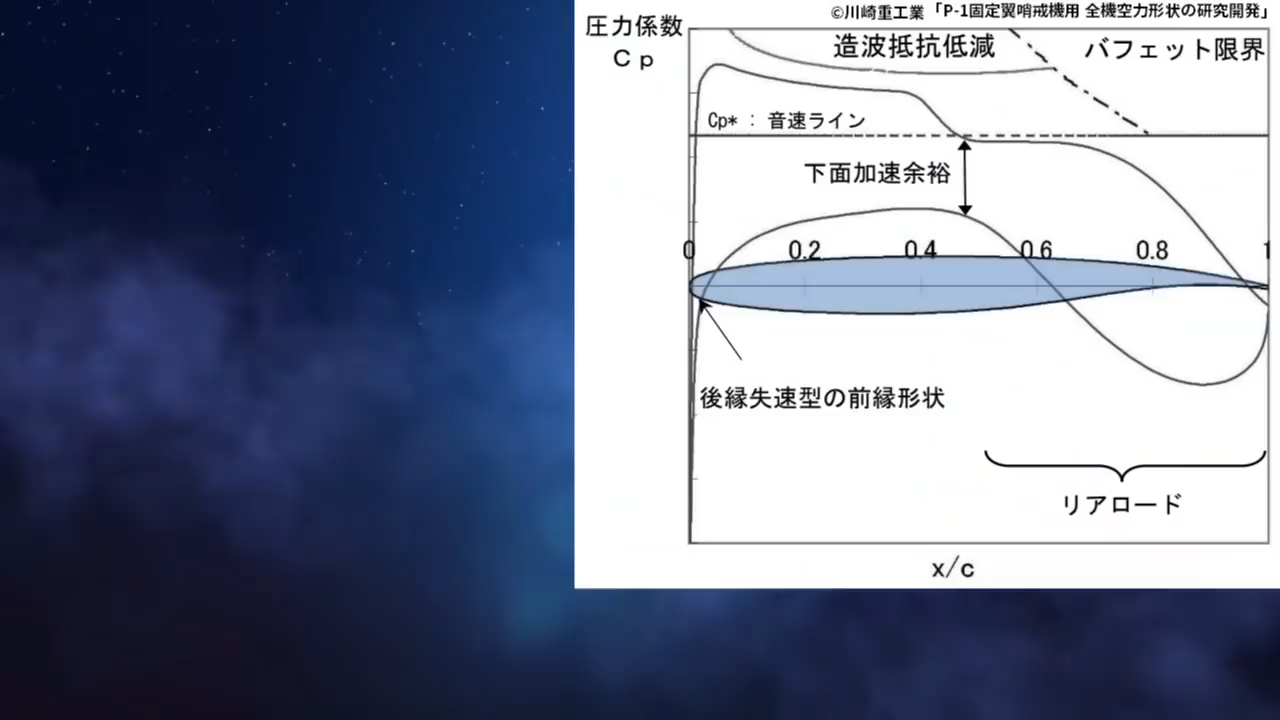 ©川崎重工業 「P-1固定翼哨戒機用 全機空力形状の研究開発」
圧力係数
Cp
造波抵抗低減
バフェット限界
Cp* : 音速ライン
下面加速余裕
0 0.2 0.4 0.6 0.8 1
後縁失速型の前縁形状
リアロード
x/c